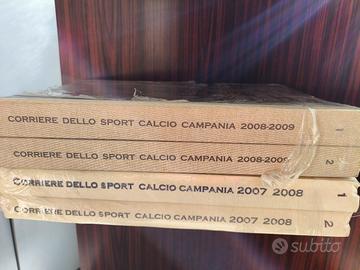 CORRIERE DELLO SPORT CALCIO CAMPANIA 2008-2009 1
CORRIERE DELLO SPORT CALCIO CAMPANIA 2008-2009 2
CORRIERE DELLO SPORT CALCIO CAMPANIA 2007 2008 1
CORRIERE DELLO SPORT CALCIO CAMPANIA 2007 2008 2
subito